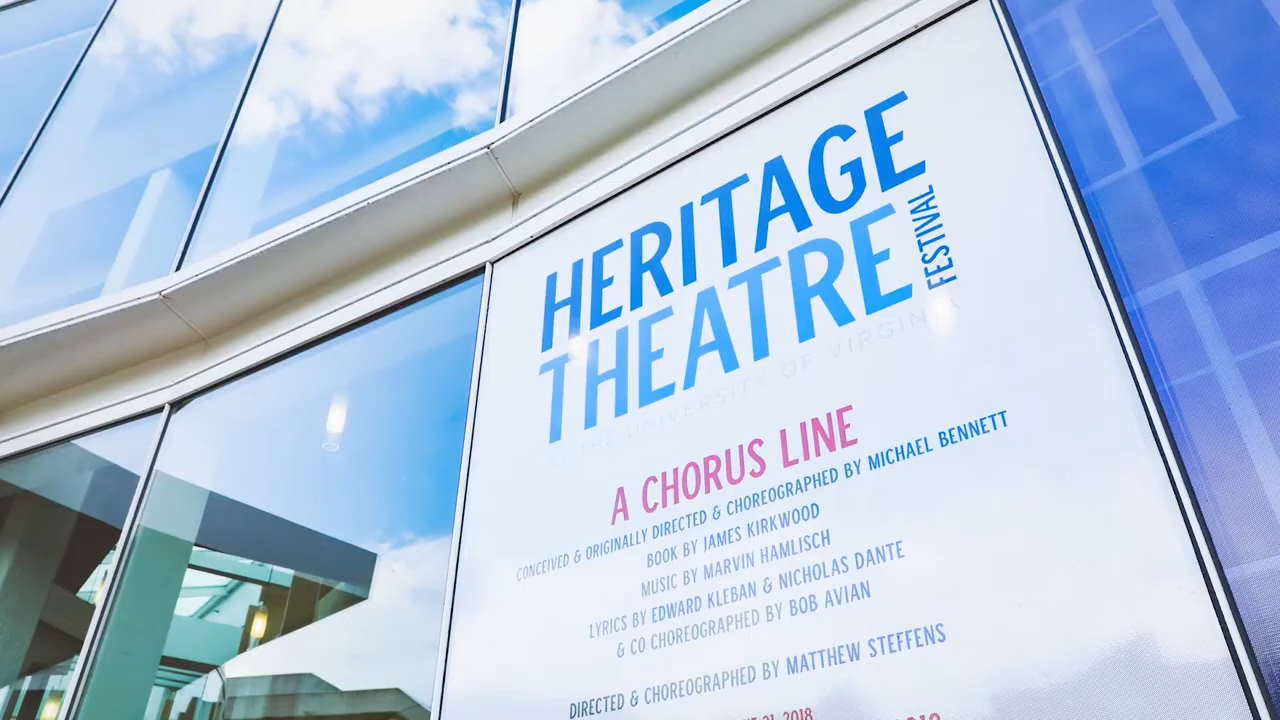 HERITAGE
THEATRE
FESTIVAL
THE UNIVERSITY OF VIRGINIA
A CHORUS LINE
CONCEIVED & ORIGINALLY DIRECTED & CHOREOGRAPHED BY MICHAEL BENNETT
BOOK BY JAMES KIRKWOOD
MUSIC BY MARVIN HAMLISCH
LYRICS BY EDWARD KLEBAN & NICHOLAS DANTE
& CO CHOREOGRAPHED BY BOB AVIAN
DIRECTED & CHOREOGRAPHED BY MATTHEW STEFFENS
21, 2018